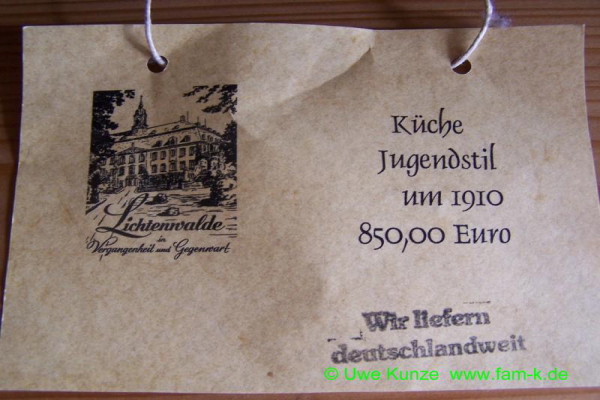 Lichtenwalde
in
Vergangenheit und Gegenwart
Küche
Jugendstil
um 1910
850,00 Euro
Wir liefern
deutschlandweit
© Uwe Kunze www.fam-k.de